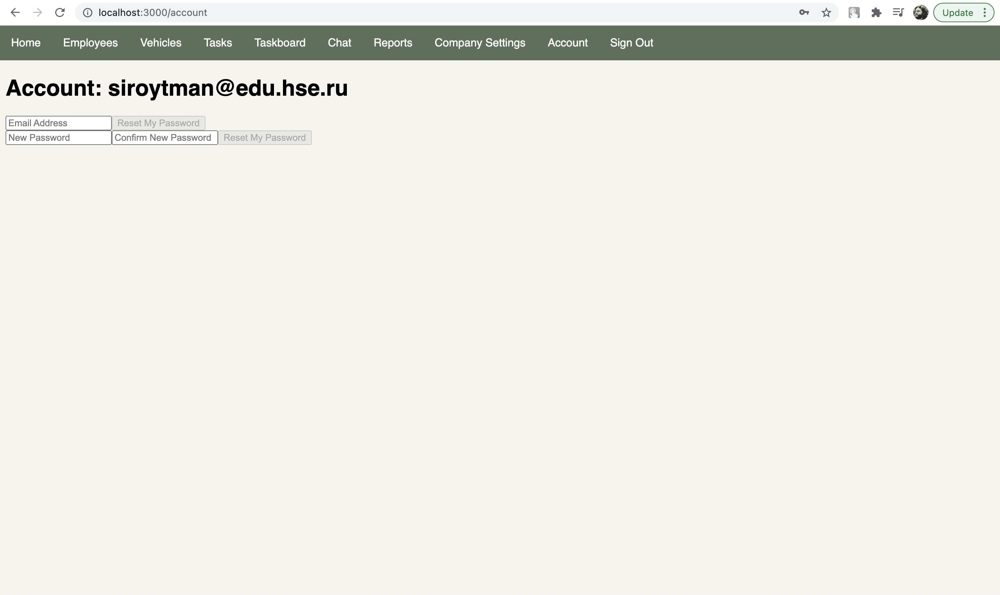 localhost:3000/account
Update
Home Employees Vehicles Tasks Taskboard Chat Reports Company Settings Account Sign Out
Account: siroytman@edu.hse.ru
Email Address Reset My Password
New Password Confirm New Password Reset My Password